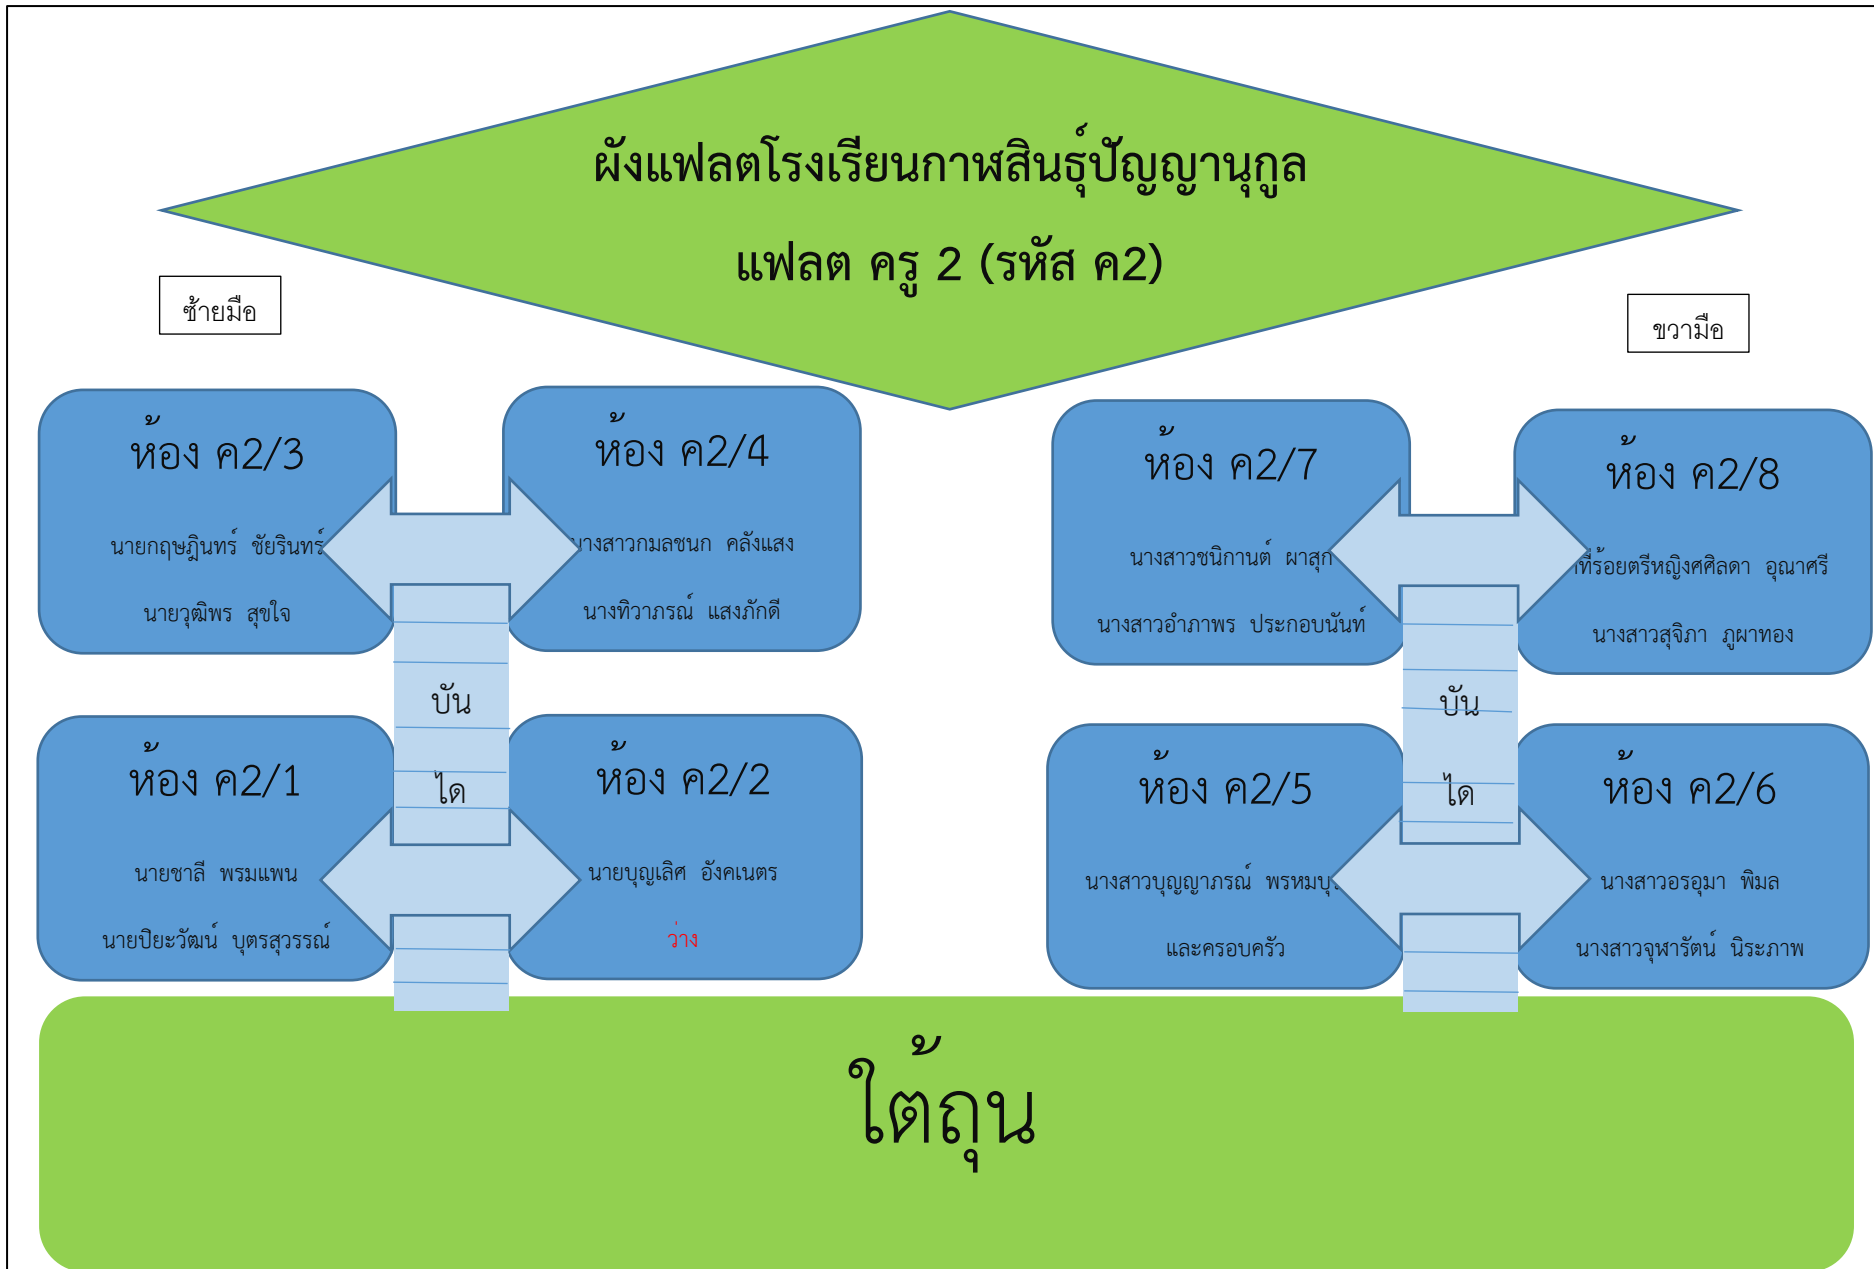 ผังแฟลตโรงเรียนกาฬสินธุ์ปัญญานุกูล
แฟลต ครู 2 (รหัส ค2)
ซ้ายมือ
ขวามือ
ห้อง ค2/3
นายกฤษฎินทร์ ชัยรินทร์
นายวุฒิพร สุขใจ
ห้อง ค2/4
นางสาวกมลชนก คลังแสง
นางทิวาภรณ์ แสงภักดี
ห้อง ค2/7
นางสาวชนิกานต์ ผาสุก
นางสาวอำภาพร ประกอบนันท์
ห้อง ค2/8
ที่ร้อยตรีหญิงศศิลดา อุณาศรี
นางสาวสุจิภา ภูผาทอง
บัน
ได
บัน
ได
ห้อง ค2/1
นายชาลี พรมแพน
นายปิยะวัฒน์ บุตรสุวรรณ์
ห้อง ค2/2
นายบุญเลิศ อังคเนตร
ว่าง
ห้อง ค2/5
นางสาวบุญญาภรณ์
และครอบครัว
ห้อง ค2/6
นางสาวอรอุมา พิมล
นางสาวจุฬารัตน์ นิระภาพ
ใต้ถุน